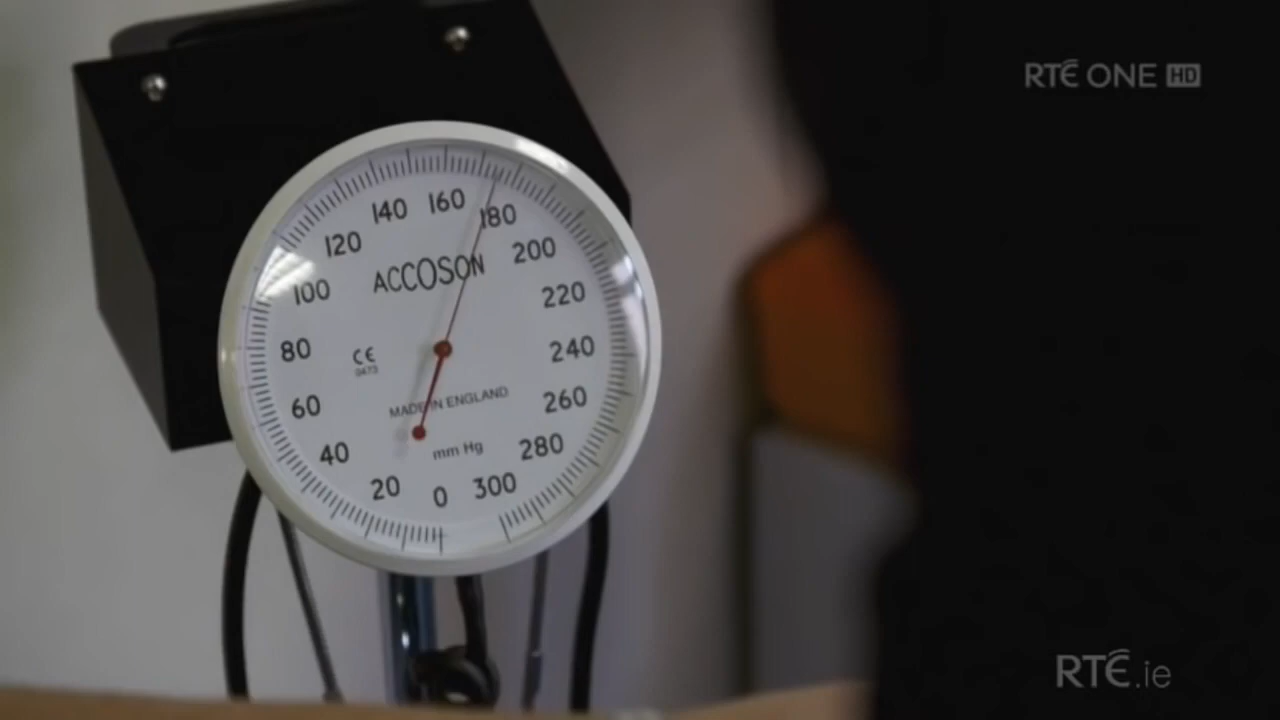 RTÉ ONE HD
140 160 180
120 200
ACCOSON
100 220
80 240
CE
0473
60 260
MADE IN ENGLAND
40 mm Hg 280
20 0 300
RTÉ.ie